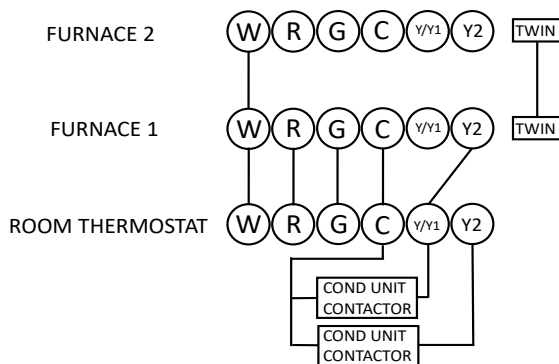 FURNACE 2 W R G C Y/Y1 Y2 TWIN
FURNACE 1 W R G C Y/Y1 Y2 TWIN
ROOM THERMOSTAT W R G C Y/Y1 Y2
COND UNIT
CONTACTOR
COND UNIT
CONTACTOR